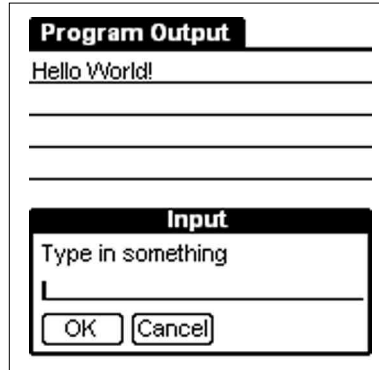 Program Output
Hello World!
Input
Type in something
OK Cancel